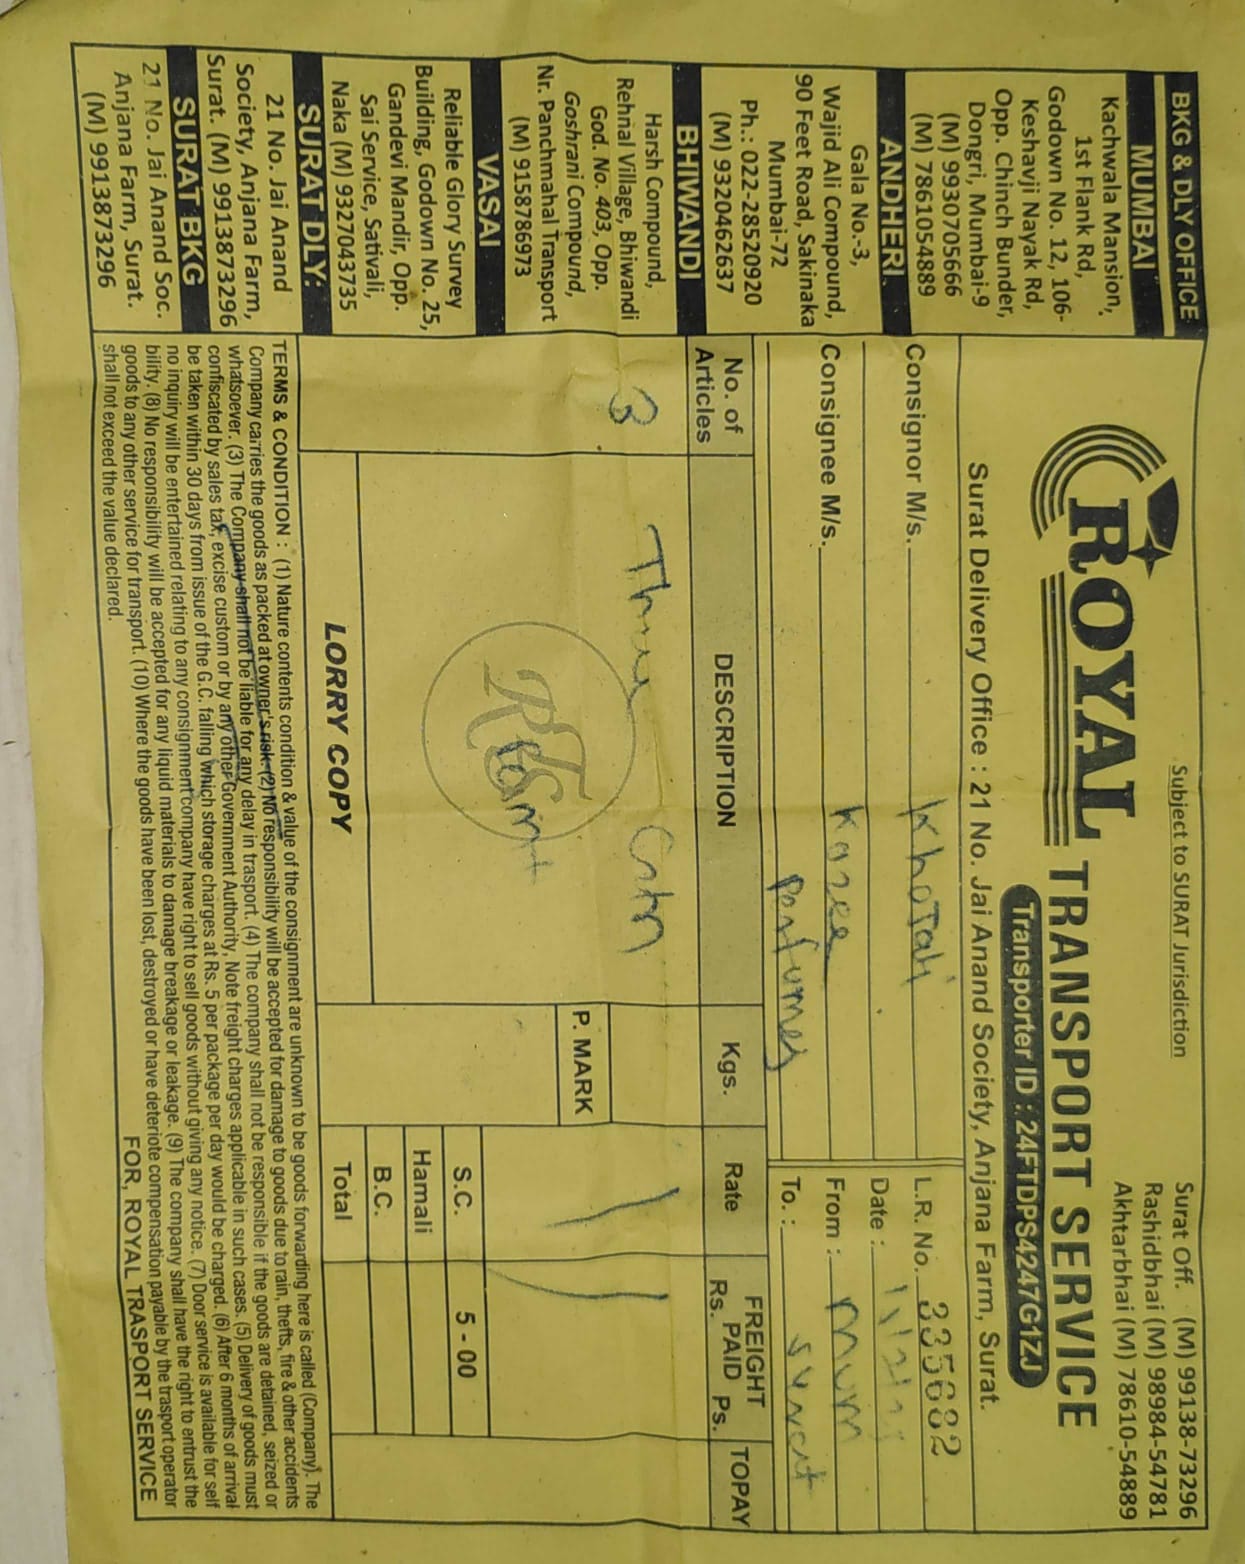 Subject to SURAT Jurisdiction
Surat Off. (M) 99138-73296
Rashidbhai (M) 98984-54781
Akhtarbhai (M) 78610-54889
ROYAL TRANSPORT SERVICE
Transporter ID : 24FTDPS4247G1ZJ
Surat Delivery Office : 21 No. Jai Anand Society, Anjana Farm, Surat.
BKG & DLY OFFICE
MUMBAI
Kachwala Mansion,
1st Flank Rd,
Godown No. 12, 106-
Keshavji Nayak Rd,
Opp. Chinch Bunder,
Dongri, Mumbai-9
(M) 9930705666
(M) 7861054889
ANDHERI
Gala No.-3,
Wajid Ali Compound,
90 Feet Road, Sakinaka
Mumbai-72
Ph.: 022-28520920
(M) 9320462637
BHIWANDI
Harsh Compound,
Rehnal Village, Bhiwandi
God. No. 403, Opp.
Goshrani Compound,
Nr. Panchmahal Transport
(M) 9158786973
VASAI
Reliable Glory Survey
Building, Godown No. 25,
Gandevi Mandir, Opp.
Sai Service, Sativali,
Naka (M) 9327043735
SURAT DLY:
21 No. Jai Anand
Society, Anjana Farm,
Surat. (M) 9913873296
SURAT BKG
21 No. Jai Anand Soc.
Anjana Farm, Surat.
(M) 9913873296
Consignor M/s. Khotah
Consignee M/s. Kazee
Perfumes
L.R. No. 335682
Date :
From : Mum
To. : Surat
No. of Articles
DESCRIPTION
Kgs.
Rate
FREIGHT
Rs. PAID Ps.
TOPAY
3
Three Crtn
RTS
P. MARK
S.C. 5 - 00
Hamali
B.C.
Total
LORRY COPY
TERMS & CONDITION : (1) Nature contents condition & value of the consignment are unknown to be goods forwarding here is called (Company). The
Company carries the goods as packed at owner's risk. (2) No responsibility will be accepted for damage to goods due to rain, thefts, fire & other accidents
whatsoever. (3) The Company shall not be liable for any delay in trasport. (4) The company shall not be responsible if the goods are detained, seized or
confiscated by sales tax, excise custom or by any other Government Authority, Note freight charges applicable in such cases. (5) Delivery of goods must
be taken within 30 days from issue of the G.C. falling which storage charges at Rs. 5 per package per day would be charged. (6) After 6 months of arrival
no inquiry will be entertained relating to any consignment company have right to sell goods without giving any notice. (7) Door service is available for self
bility. (8) No responsibility will be accepted for any liquid materials to damage breakage or leakage. (9) The company shall have the right to entrust the
goods to any other service for transport. (10) Where the goods have been lost, destroyed or have deteriote compensation payable by the trasport operator
shall not exceed the value declared.
FOR, ROYAL TRASPORT SERVICE